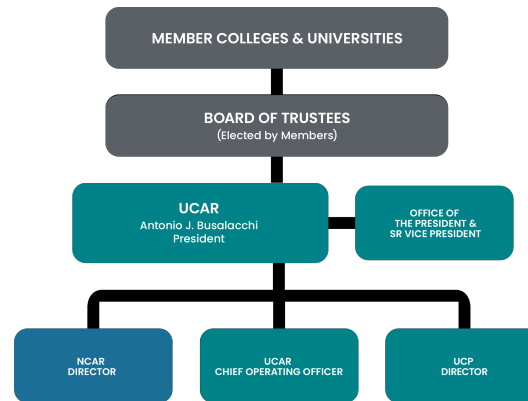 MEMBER COLLEGES & UNIVERSITIES
BOARD OF TRUSTEES
(Elected by Members)
UCAR
Antonio J. Busalacchi
President
OFFICE OF
THE PRESIDENT &
SR VICE PRESIDENT
NCAR
DIRECTOR
UCAR
CHIEF OPERATING OFFICER
UCP
DIRECTOR